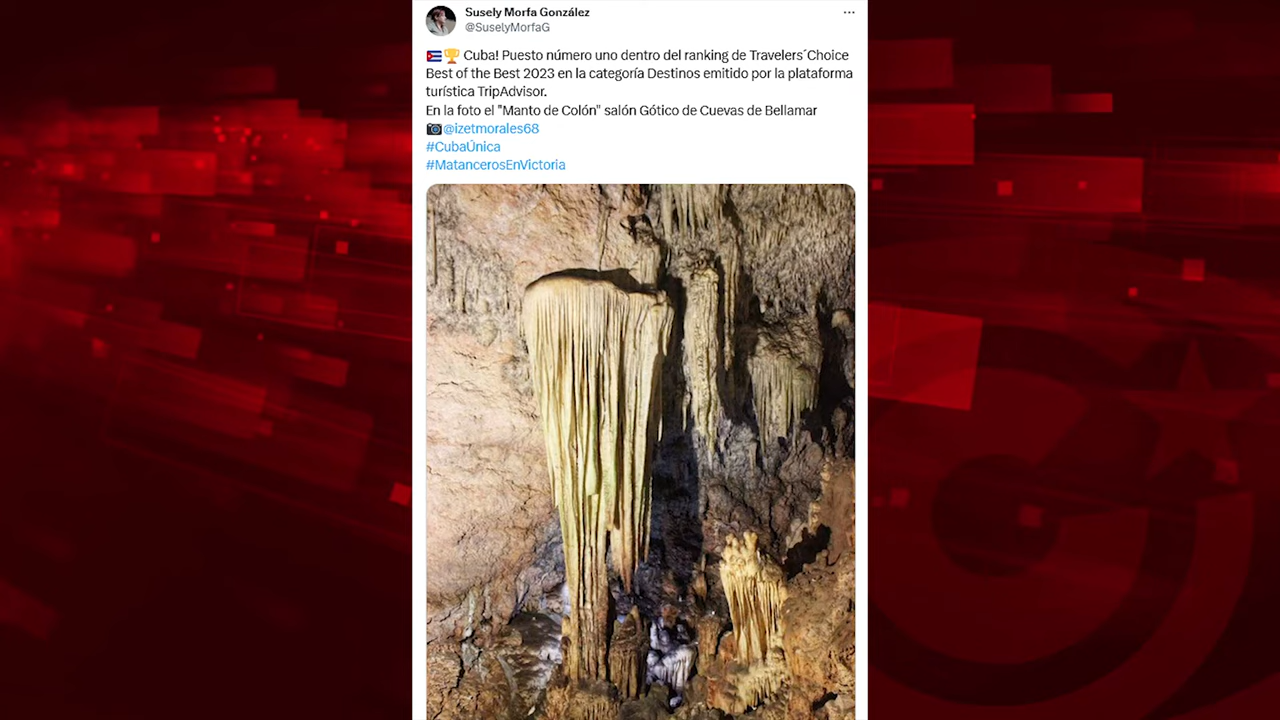 Susely Morfa González
@SuselyMorfaG
🇨🇺🏆 Cuba! Puesto número uno dentro del ranking de Travelers´Choice
Best of the Best 2023 en la categoría Destinos emitido por la plataforma
turística TripAdvisor.
En la foto el "Manto de Colón" salón Gótico de Cuevas de Bellamar
📷@izetmorales68
#CubaÚnica
#MatancerosEnVictoria